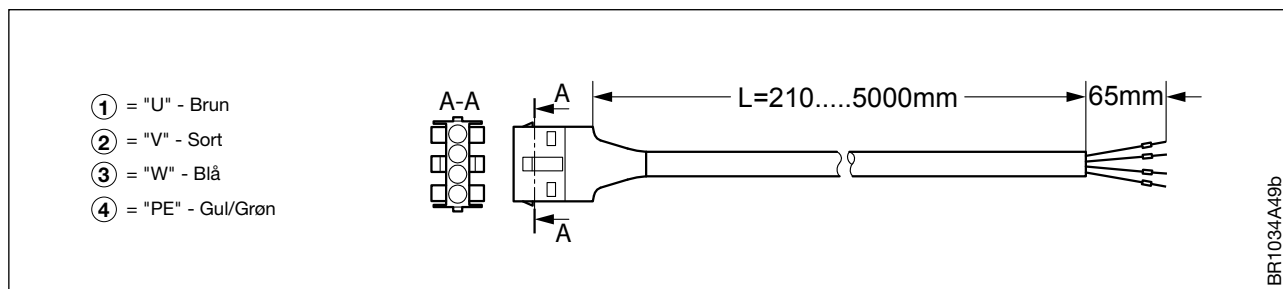 ① = "U" - Brun
② = "V" - Sort
③ = "W" - Blå
④ = "PE" - Gul/Grøn
A-A
A
A
L=210.....5000mm
65mm
BR1034A49b